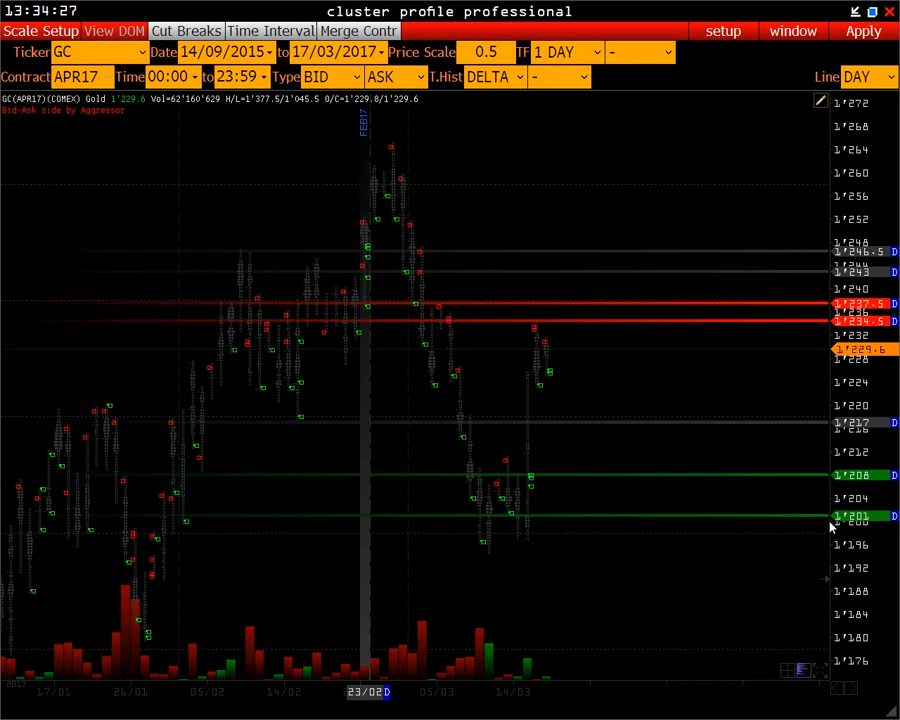 13:34:27 cluster profile professional
Scale Setup View DOM Cut Breaks Time Interval Merge Contr setup window Apply
Ticker GC Date 14/09/2015 to 17/03/2017 Price Scale 0.5 TF 1 DAY -
Contract APR17 Time 00:00 to 23:59 Type BID ASK T.Hist DELTA - Line DAY
GC(APR17)(COMEX) Gold 1'229.6 Vol=62'160'629 H/L=1'377.5/1'045.5 O/C=1'229.8/1'229.6
Bid-Ask side by Aggressor
FEB17
1'272
1'268
1'264
1'260
1'256
1'252
1'248
1'246.5 D
1'243 D
1'240
1'237.5 D
1'236
1'234.5 D
1'232
1'229.6
1'228
1'224
1'220
1'217 D
1'216
1'212
1'208 D
1'204
1'201 D
1'200
1'196
1'192
1'188
1'184
1'180
1'176
2017
17/01 26/01 05/02 14/02 23/02 D 05/03 14/03